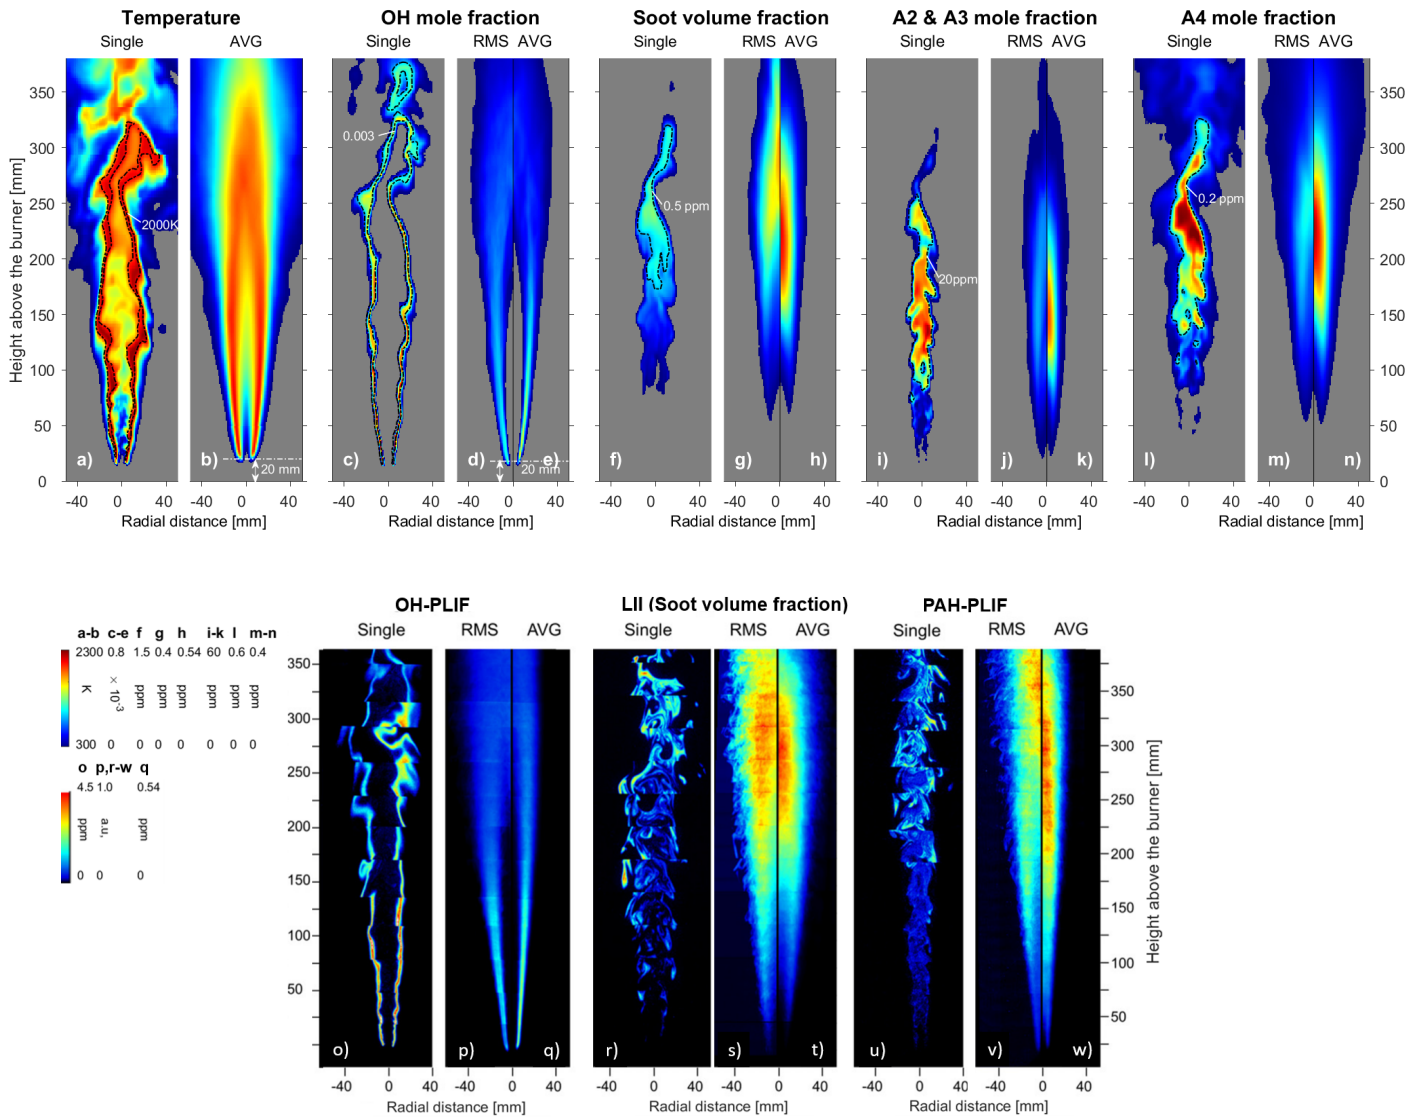 Temperature OH mole fraction Soot volume fraction A2 & A3 mole fraction A4 mole fraction
Single AVG Single RMS AVG Single RMS AVG Single RMS AVG Single RMS AVG
Height above the burner [mm]
350 350
300 300
250 250
200 200
150 150
100 100
50 50
0 0
2000K
0.003
0.5 ppm
20ppm
0.2 ppm
20 mm
20 mm
a) b) c) d) e) f) g) h) i) j) k) l) m) n)
-40 0 40 -40 0 40 -40 0 40 -40 0 40 -40 0 40 -40 0 40 -40 0 40 -40 0 40 -40 0 40 -40 0 40
Radial distance [mm] Radial distance [mm] Radial distance [mm] Radial distance [mm] Radial distance [mm]
OH-PLIF LII (Soot volume fraction) PAH-PLIF
Single RMS AVG Single RMS AVG Single RMS AVG
a-b c-e f g h i-k l m-n
2300 0.8 1.5 0.4 0.54 60 0.6 0.4
K × 10-3 ppm ppm ppm ppm ppm ppm
300 0 0 0 0 0 0 0
o p,r-w q
4.5 1.0 0.54
ppm a.u, ppm
0 0 0
350 350
300 300
250 250
200 200
150 150
100 100
50 50
Height above the burner [mm]
o) p) q) r) s) t) u) v) w)
-40 0 40 -40 0 40 -40 0 40 -40 0 40 -40 0 40 -40 0 40
Radial distance [mm] Radial distance [mm] Radial distance [mm]